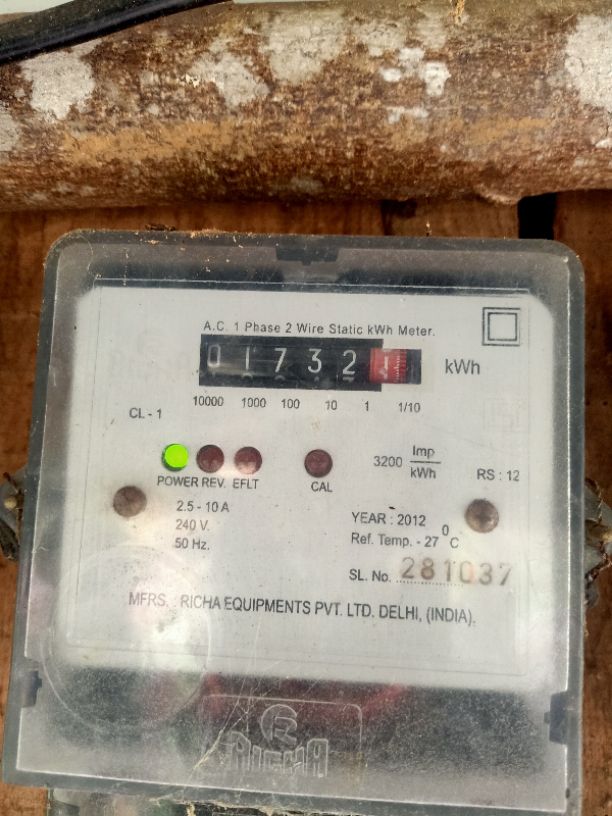 A.C. 1 Phase 2 Wire Static kWh Meter.
01732 kWh
10000 1000 100 10 1 1/10
CL - 1
3200 Imp/kWh
RS : 12
POWER REV. EFLT CAL
2.5 - 10 A
240 V.
50 Hz.
YEAR : 2012
Ref. Temp. - 27 °C
SL. No. 281037
MFRS. : RICHA EQUIPMENTS PVT. LTD. DELHI, (INDIA).
RICHA